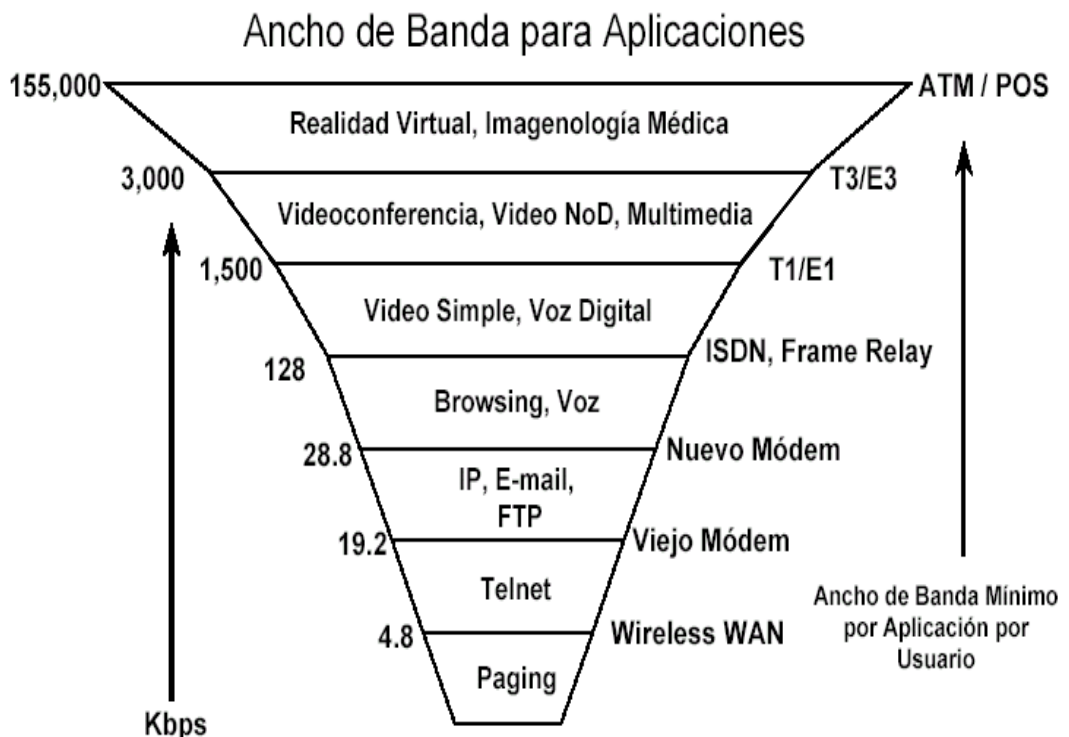 Ancho de Banda para Aplicaciones
155,000
ATM / POS
Realidad Virtual, Imagenología Médica
3,000
T3/E3
Videoconferencia, Video NoD, Multimedia
1,500
T1/E1
Video Simple, Voz Digital
128
ISDN, Frame Relay
Browsing, Voz
28.8
Nuevo Módem
IP, E-mail,
FTP
19.2
Viejo Módem
Telnet
4.8
Wireless WAN
Paging
Kbps
Ancho de Banda Mínimo
por Aplicación por
Usuario